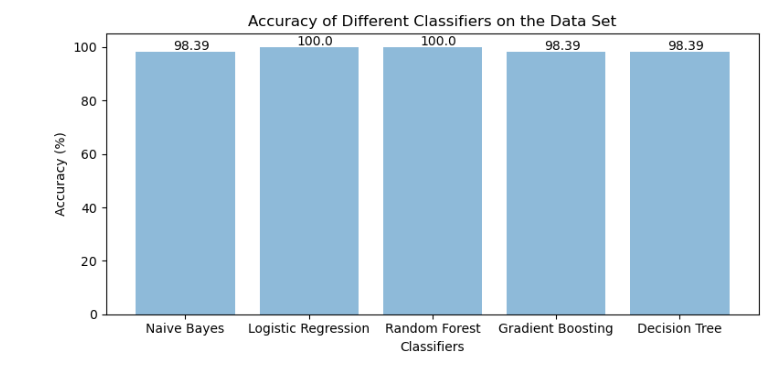 Accuracy of Different Classifiers on the Data Set
98.39 100.0 100.0 98.39 98.39
100
80
60
40
20
0
Accuracy (%)
Naive Bayes Logistic Regression Random Forest Gradient Boosting Decision Tree
Classifiers